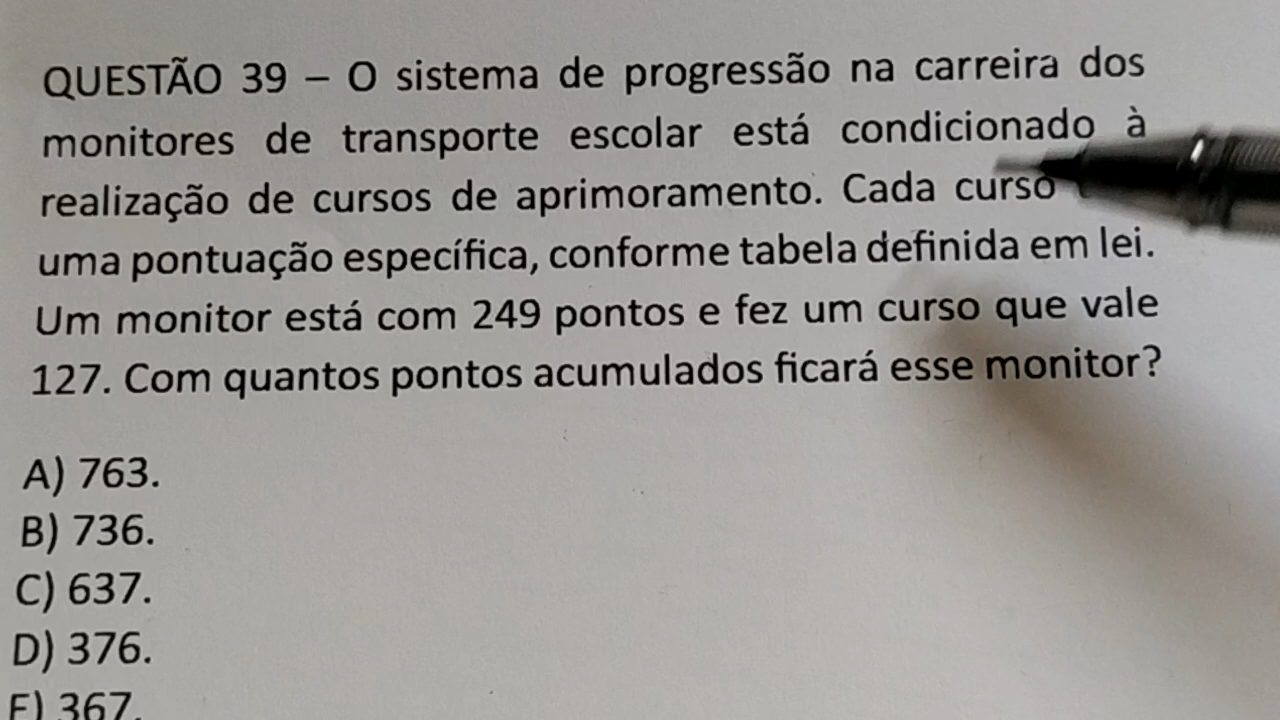 QUESTÃO 39 – O sistema de progressão na carreira dos
monitores de transporte escolar está condicionado à
realização de cursos de aprimoramento. Cada curso
uma pontuação específica, conforme tabela definida em lei.
Um monitor está com 249 pontos e fez um curso que vale
127. Com quantos pontos acumulados ficará esse monitor?
A) 763.
B) 736.
C) 637.
D) 376.
E) 367.